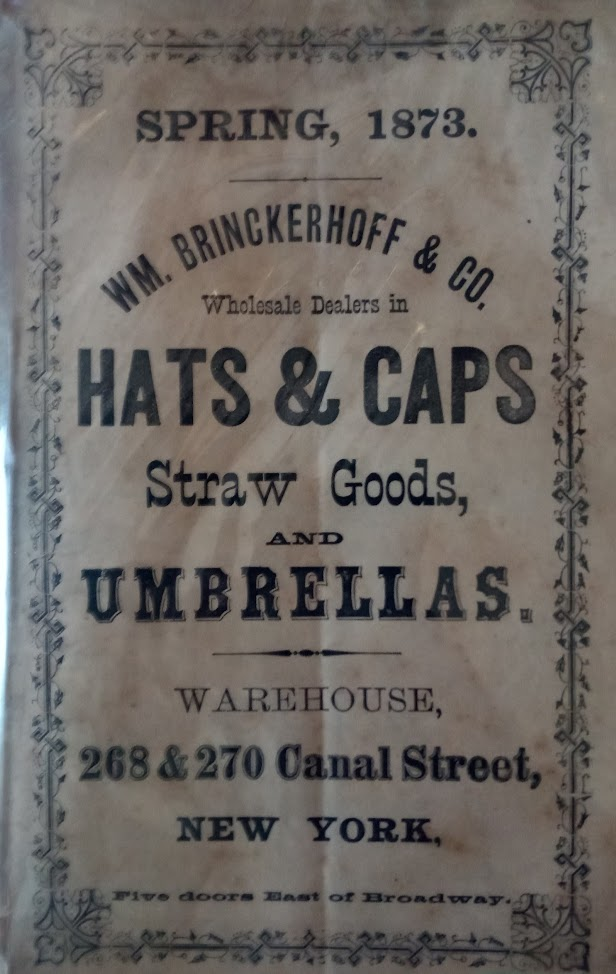 SPRING, 1873.
WM. BRINCKERHOFF & CO.
Wholesale Dealers in
HATS & CAPS
Straw Goods,
AND
UMBRELLAS.
WAREHOUSE,
268 & 270 Canal Street,
NEW YORK,
Five doors East of Broadway.